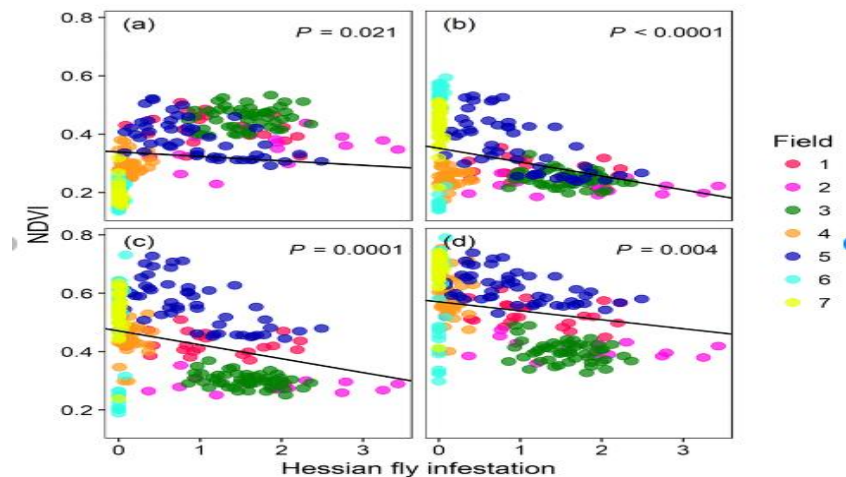 (a)
P = 0.021
(b)
P < 0.0001
0.8
0.6
0.4
0.2
NDVI
(c)
P = 0.0001
(d)
P = 0.004
0.8
0.6
0.4
0.2
0 1 2 3 0 1 2 3
Hessian fly infestation
Field
1
2
3
4
5
6
7